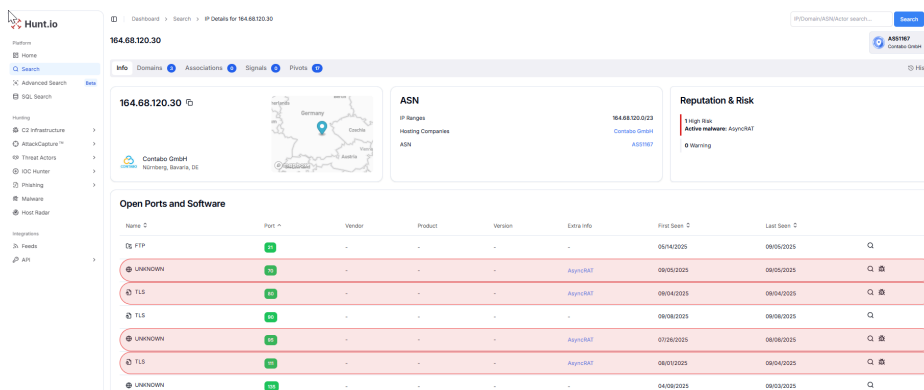 Hunt.io
Dashboard > Search > IP Details for 164.68.120.30
IP/Domain/ASN/Actor search...
Search
164.68.120.30
AS51167
Contabo GmbH
Platform
Home
Search
Advanced Search Beta
SQL Search
Hunting
C2 Infrastructure
AttackCapture™
Threat Actors
IOC Hunter
Phishing
Malware
Host Radar
Integrations
Feeds
API
Info Domains 3 Associations 0 Signals 0 Pivots 17
His
164.68.120.30
Germany
Czechia
Austria
Contabo GmbH
Nürnberg, Bavaria, DE
ASN
IP Ranges 164.68.120.0/23
Hosting Companies Contabo GmbH
ASN AS51167
Reputation & Risk
1 High Risk
Active malware: AsyncRAT
0 Warning
Open Ports and Software
Name Port Vendor Product Version Extra Info First Seen Last Seen
FTP 21 - - - - 05/14/2025 09/05/2025
UNKNOWN - - - AsyncRAT 09/05/2025 09/05/2025
TLS - - - AsyncRAT 09/04/2025 09/04/2025
TLS - - - - 09/08/2025 09/08/2025
UNKNOWN - - - AsyncRAT 07/26/2025
TLS - - - AsyncRAT 08/01/2025 09/04/2025
UNKNOWN 135 - - - - 04/09/2025 09/03/2025